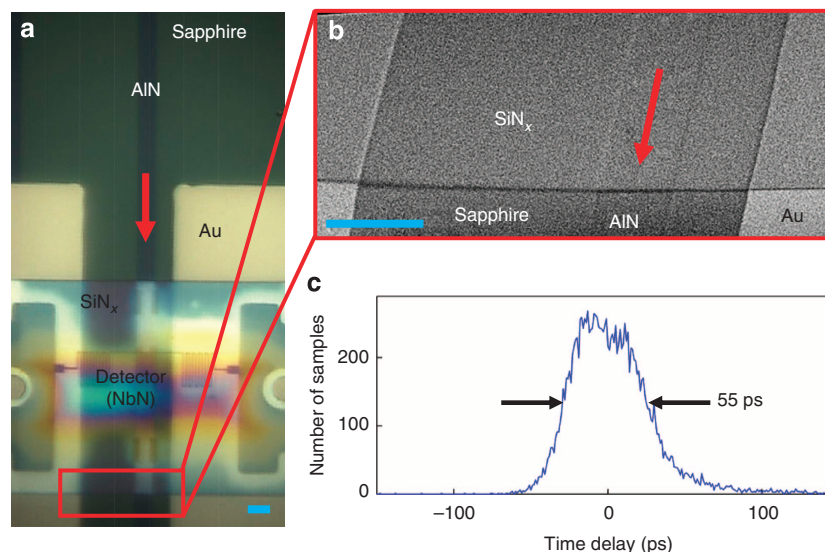 a
Sapphire
AlN
Au
SiNₓ
Detector
(NbN)
b
SiNₓ
Sapphire
AlN
Au
c
Number of samples
200
100
0
55 ps
−100
0
100
Time delay (ps)